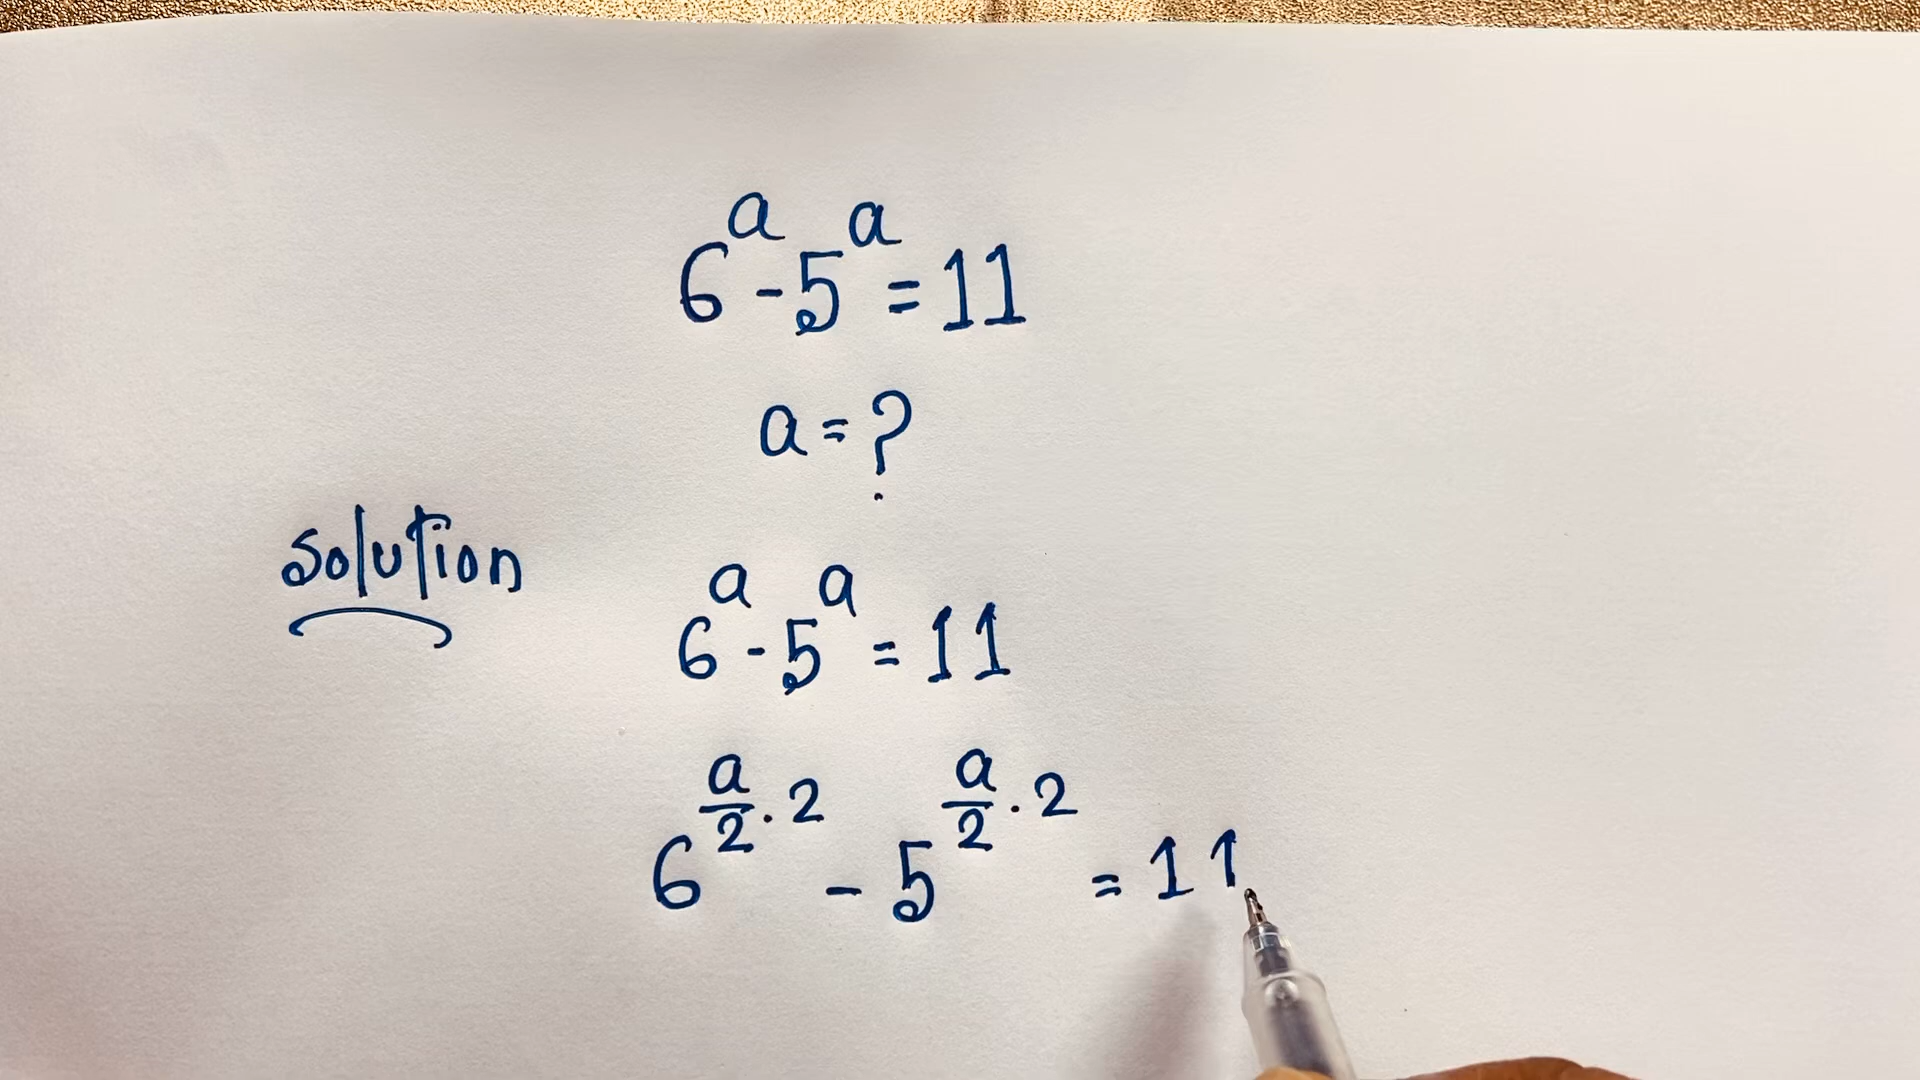 6^a - 5^a = 11
a = ?
Solution
6^a - 5^a = 11
6^(a/2 · 2) - 5^(a/2 · 2) = 11